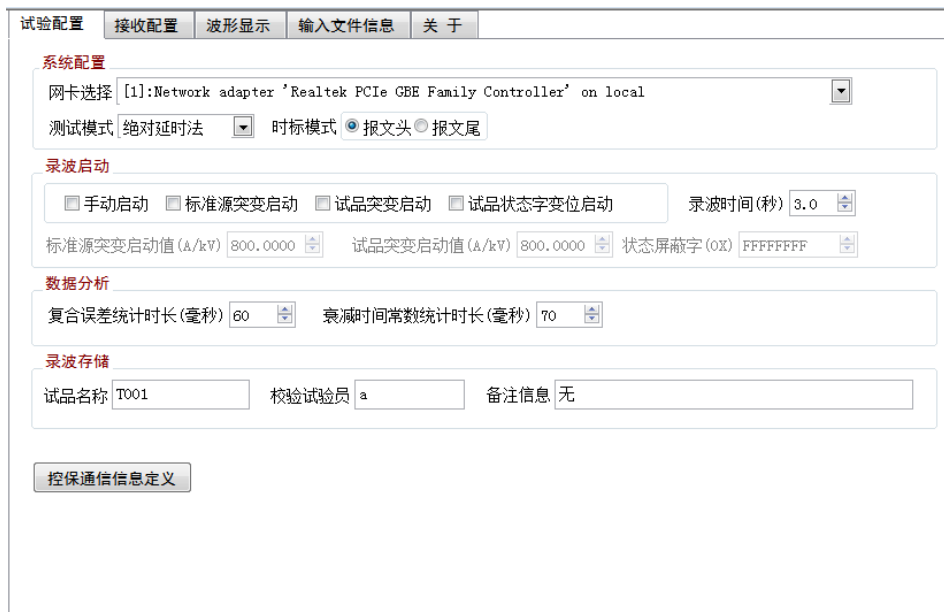 试验配置 接收配置 波形显示 输入文件信息 关 于
系统配置
网卡选择 [1]:Network adapter 'Realtek PCIe GBE Family Controller' on local
测试模式 绝对延时法 时标模式 报文头 报文尾
录波启动
手动启动 标准源突变启动 试品突变启动 试品状态字变位启动 录波时间(秒) 3.0
标准源突变启动值(A/kV) 800.0000 试品突变启动值(A/kV) 800.0000 状态屏蔽字(0X) FFFFFFFF
数据分析
复合误差统计时长(毫秒) 60 衰减时间常数统计时长(毫秒) 70
录波存储
试品名称 T001 校验试验员 a 备注信息 无
控保通信信息定义